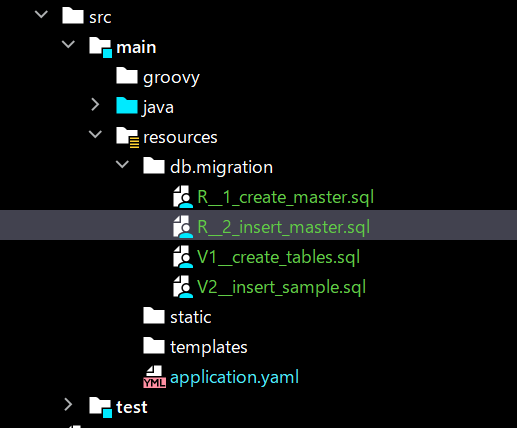 src
main
groovy
java
resources
db.migration
R__1_create_master.sql
R__2_insert_master.sql
V1__create_tables.sql
V2__insert_sample.sql
static
templates
YML application.yaml
test